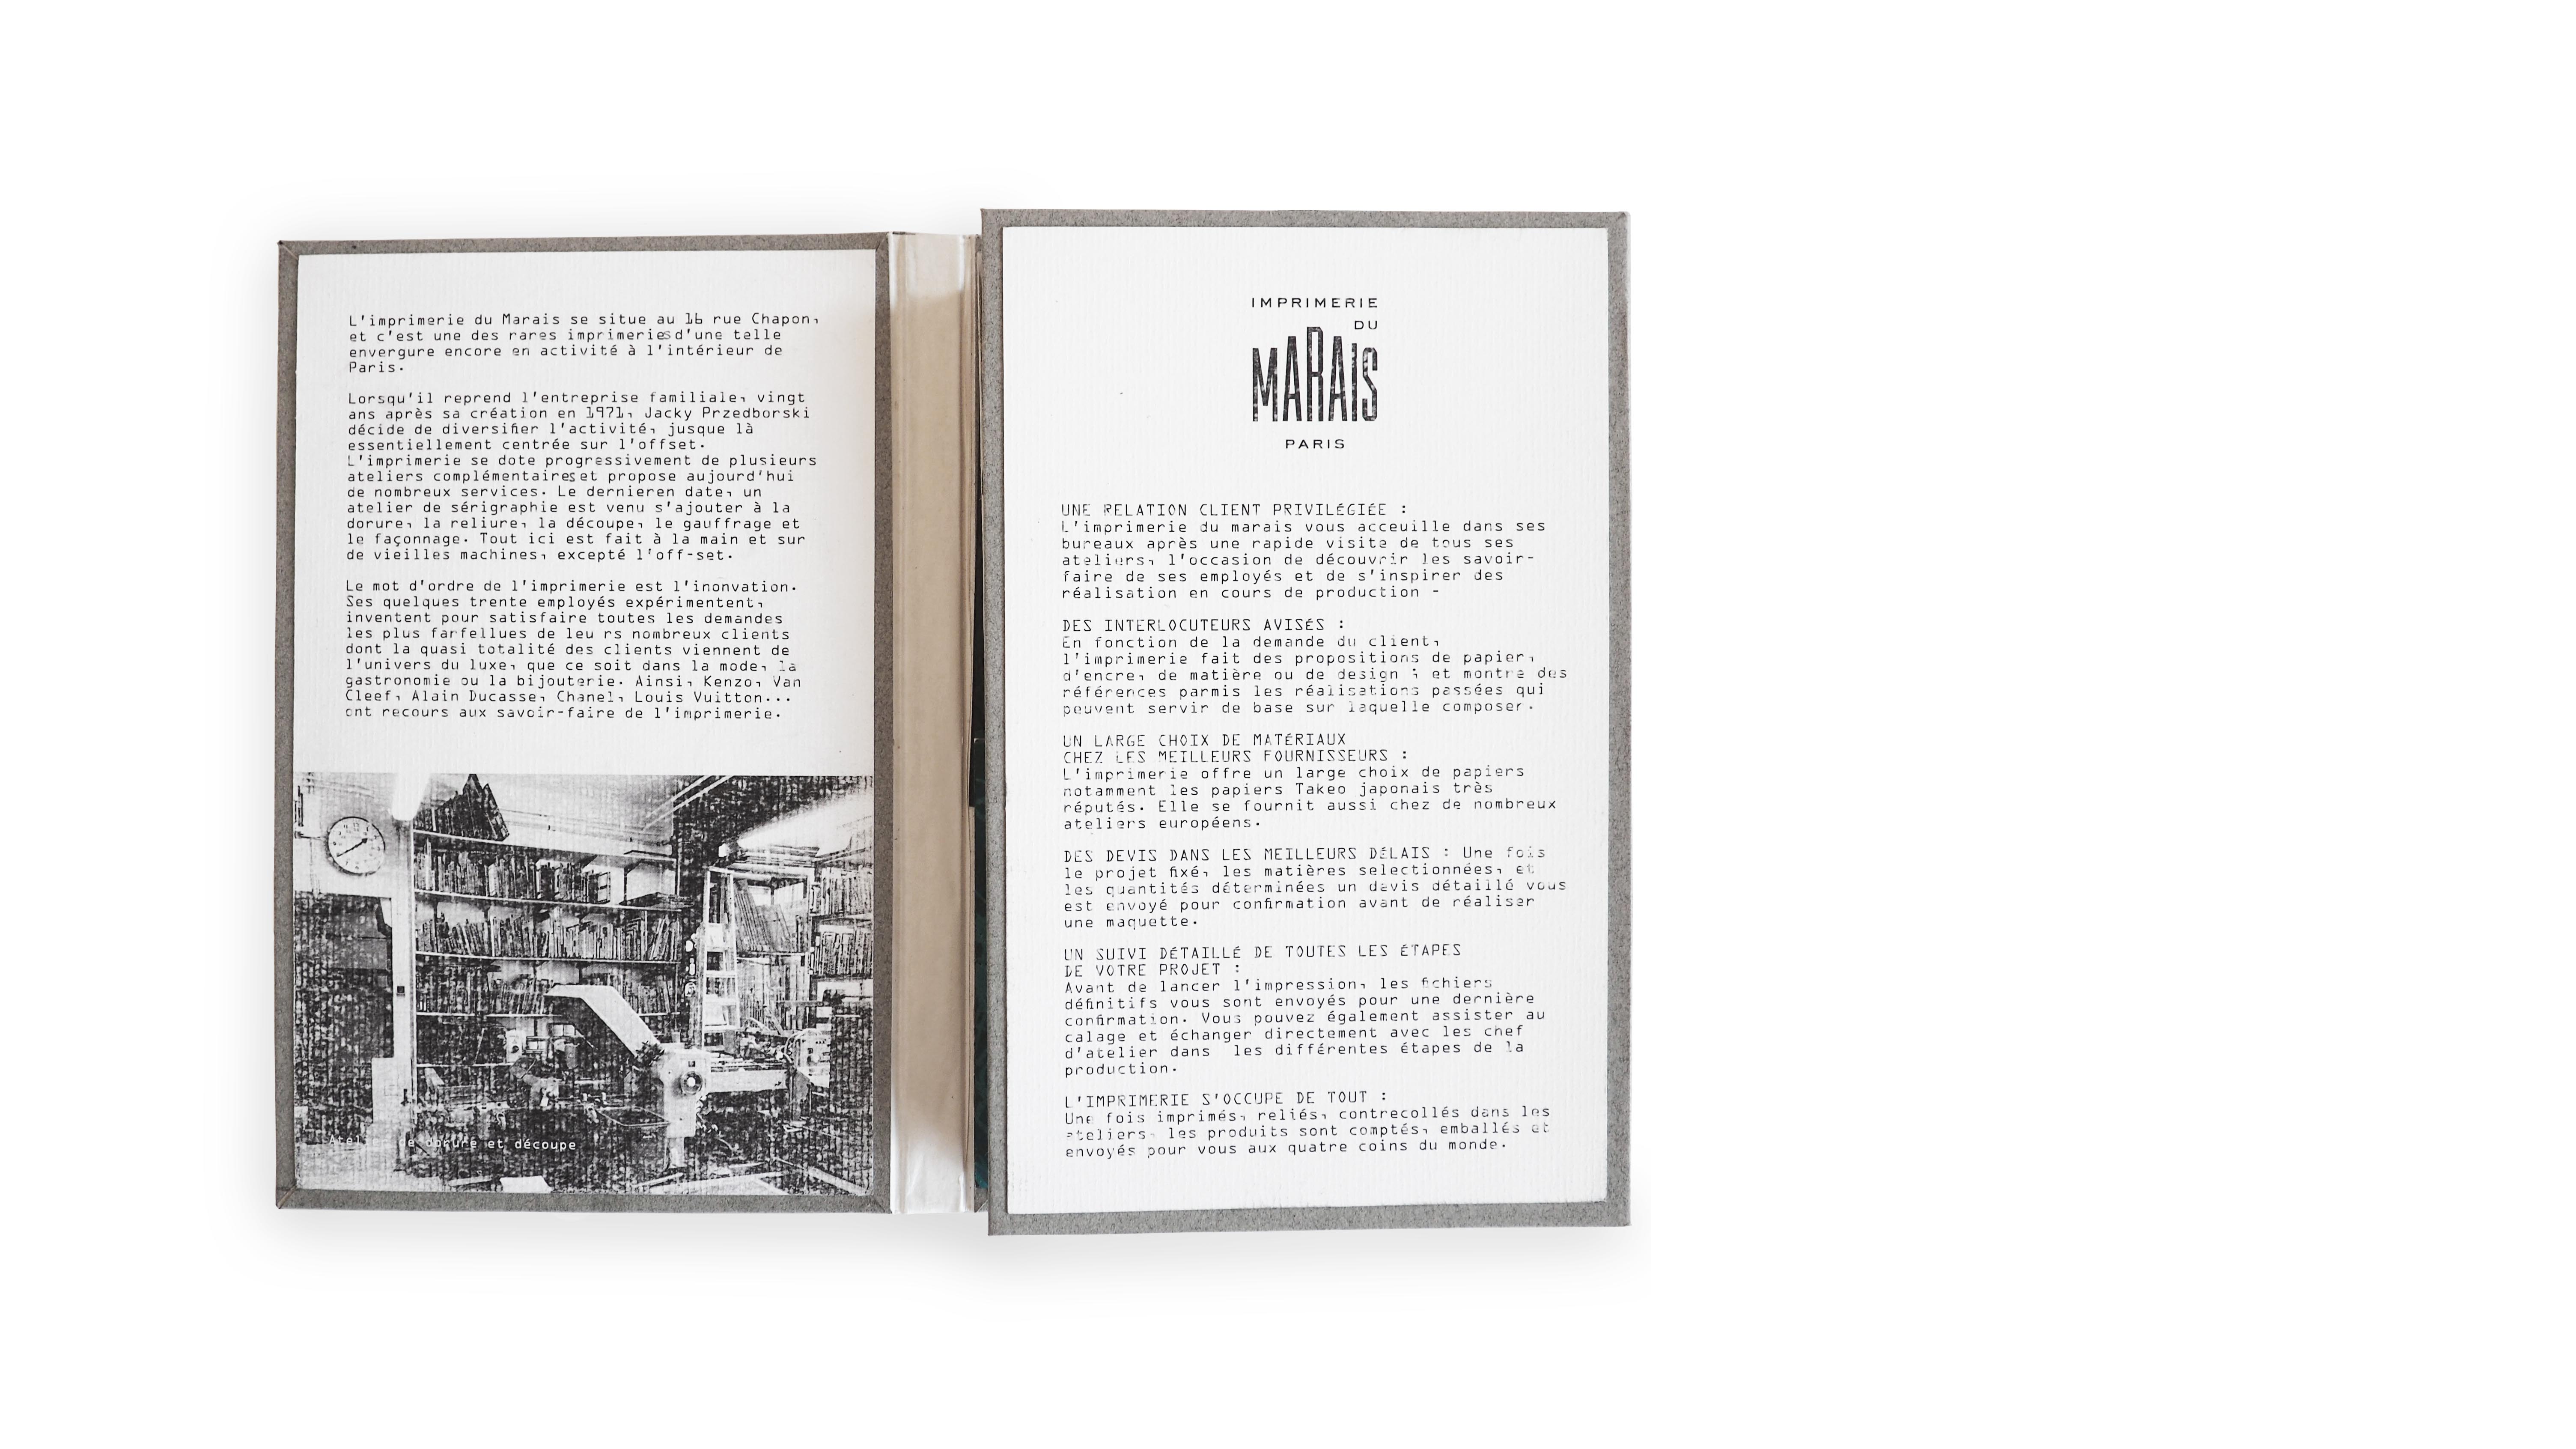 L'imprimerie du Marais se situe au 16 rue Chapon,
et c'est une des rares imprimeries d'une telle
envergure encore en activité à l'intérieur de
Paris.
Lorsqu'il reprend l'entreprise familiale, vingt
ans après sa création en 1971, Jacky Przedborski
décide de diversifier l'activité, jusque là
essentiellement centrée sur l'offset.
L'imprimerie se dote progressivement de plusieurs
ateliers complémentaires et propose aujourd'hui
de nombreux services. Le dernieren date, un
atelier de sérigraphie est venu s'ajouter à la
dorure, la reliure, la découpe, le gauffrage et
le façonnage. Tout ici est fait à la main et sur
de vieilles machines, excepté l'off-set.
Le mot d'ordre de l'imprimerie est l'inonvation.
Ses quelques trente employés expérimentent,
inventent pour satisfaire toutes les demandes
les plus farfellues de leu rs nombreux clients
dont la quasi totalité des clients viennent de
l'univers du luxe, que ce soit dans la mode, la
gastronomie ou la bijouterie. Ainsi, Kenzo, Van
Cleef, Alain Ducasse, Chanel, Louis Vuitton...
ont recours aux savoir-faire de l'imprimerie.
Atelier de dorure et découpe
IMPRIMERIE
DU
MARAIS
PARIS
UNE RELATION CLIENT PRIVILÉGIÉE :
L'imprimerie du marais vous acceuille dans ses
bureaux après une rapide visite de tous ses
ateliers, l'occasion de découvrir les savoir-
faire de ses employés et de s'inspirer des
réalisation en cours de production -
DES INTERLOCUTEURS AVISÉS :
En fonction de la demande du client,
l'imprimerie fait des propositions de papier,
d'encre, de matière ou de design ; et montre des
références parmis les réalisations passées qui
peuvent servir de base sur laquelle composer.
UN LARGE CHOIX DE MATÉRIAUX
CHEZ LES MEILLEURS FOURNISSEURS :
L'imprimerie offre un large choix de papiers
notamment les papiers Takeo japonais très
réputés. Elle se fournit aussi chez de nombreux
ateliers européens.
DES DEVIS DANS LES MEILLEURS DÉLAIS : Une fois
le projet fixé, les matières selectionnées, et
les quantités déterminées un devis détaillé vous
est envoyé pour confirmation avant de réaliser
une maquette.
UN SUIVI DÉTAILLÉ DE TOUTES LES ÉTAPES
DE VOTRE PROJET :
Avant de lancer l'impression, les fichiers
définitifs vous sont envoyés pour une dernière
confirmation. Vous pouvez également assister au
calage et échanger directement avec les chef
d'atelier dans les différentes étapes de la
production.
L'IMPRIMERIE S'OCCUPE DE TOUT :
Une fois imprimés, reliés, contrecollés dans les
ateliers, les produits sont comptés, emballés et
envoyés pour vous aux quatre coins du monde.